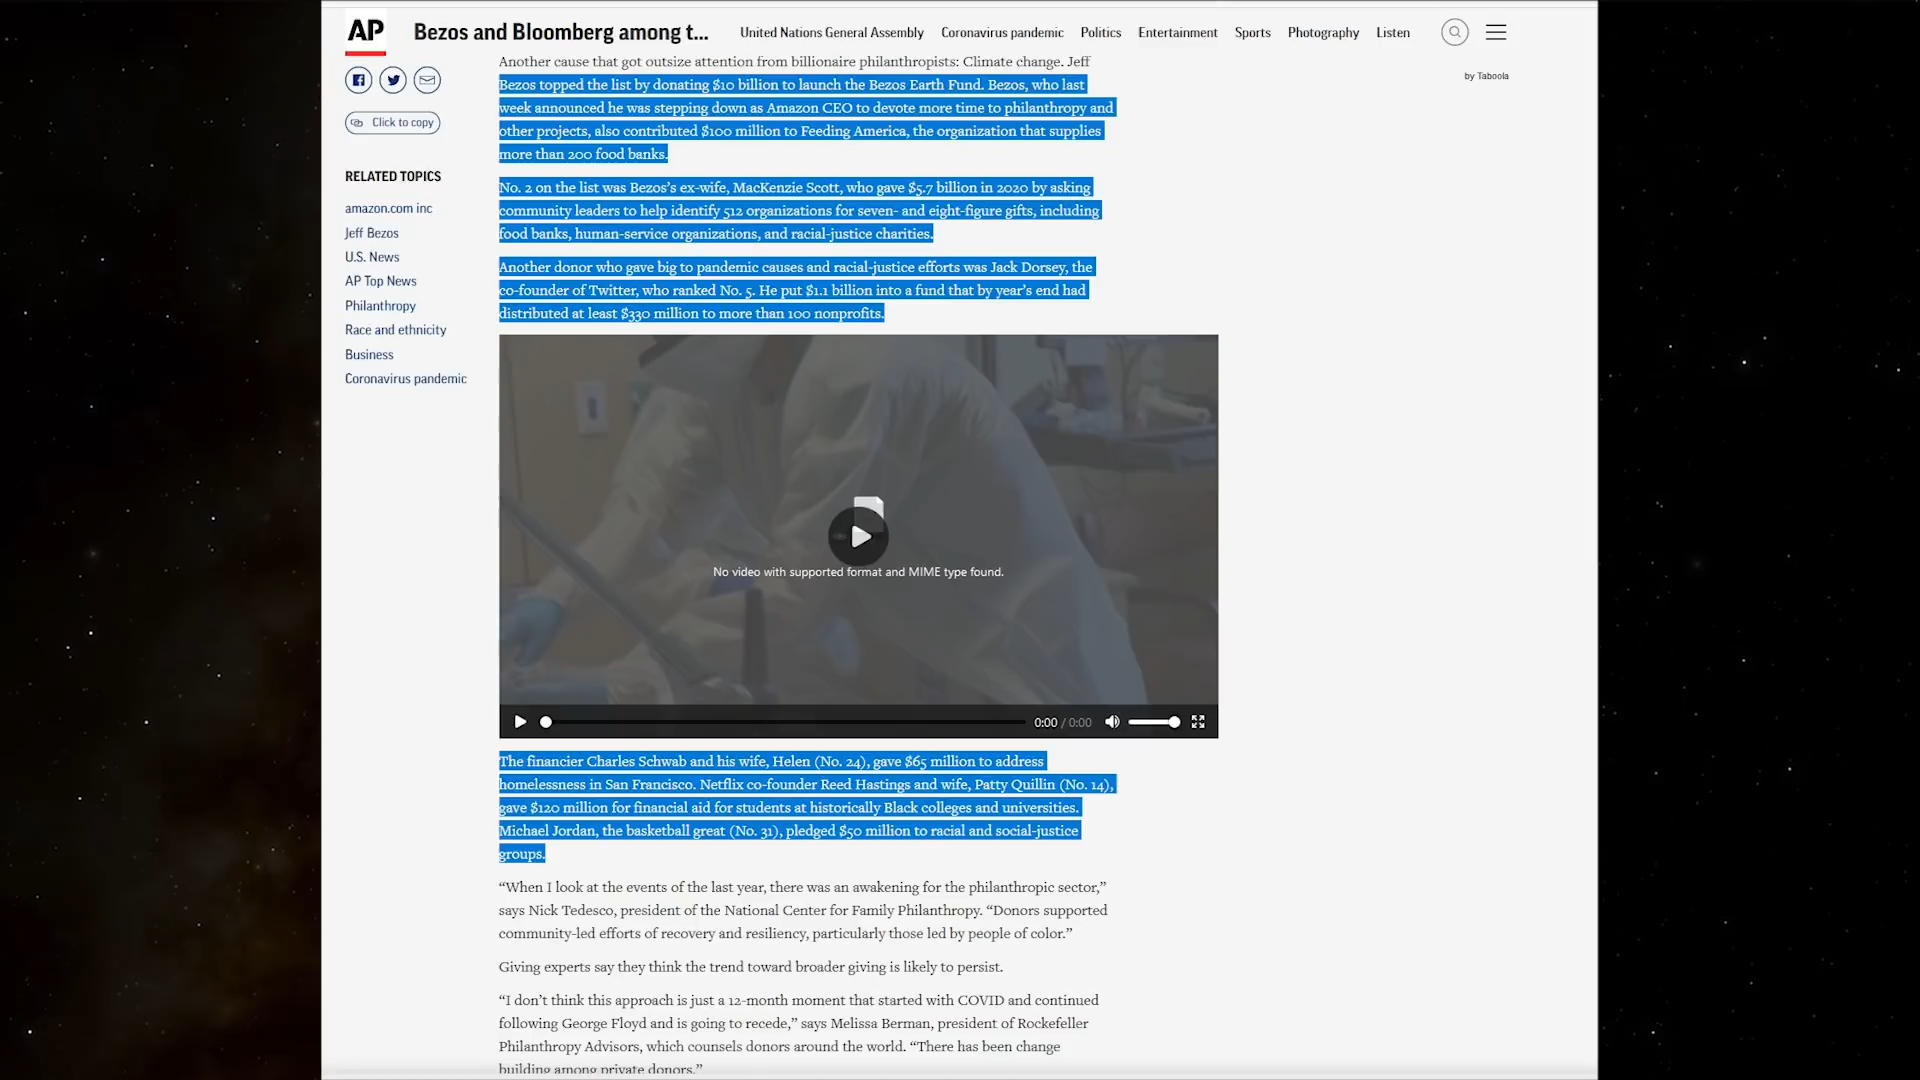 AP
Bezos and Bloomberg among t...
United Nations General Assembly
Coronavirus pandemic
Politics
Entertainment
Sports
Photography
Listen
by Taboola
Click to copy
RELATED TOPICS
amazon.com inc
Jeff Bezos
U.S. News
AP Top News
Philanthropy
Race and ethnicity
Business
Coronavirus pandemic
Another cause that got outsize attention from billionaire philanthropists: Climate change. Jeff
Bezos topped the list by donating $10 billion to launch the Bezos Earth Fund. Bezos, who last
week announced he was stepping down as Amazon CEO to devote more time to philanthropy and
other projects, also contributed $100 million to Feeding America, the organization that supplies
more than 200 food banks.
No. 2 on the list was Bezos’s ex-wife, MacKenzie Scott, who gave $5.7 billion in 2020 by asking
community leaders to help identify 512 organizations for seven- and eight-figure gifts, including
food banks, human-service organizations, and racial-justice charities.
Another donor who gave big to pandemic causes and racial-justice efforts was Jack Dorsey, the
co-founder of Twitter, who ranked No. 5. He put $1.1 billion into a fund that by year’s end had
distributed at least $330 million to more than 100 nonprofits.
No video with supported format and MIME type found.
0:00 / 0:00
The financier Charles Schwab and his wife, Helen (No. 24), gave $65 million to address
homelessness in San Francisco. Netflix co-founder Reed Hastings and wife, Patty Quillin (No. 14),
gave $120 million for financial aid for students at historically Black colleges and universities.
Michael Jordan, the basketball great (No. 31), pledged $50 million to racial and social-justice
groups.
“When I look at the events of the last year, there was an awakening for the philanthropic sector,”
says Nick Tedesco, president of the National Center for Family Philanthropy. “Donors supported
community-led efforts of recovery and resiliency, particularly those led by people of color.”
Giving experts say they think the trend toward broader giving is likely to persist.
“I don’t think this approach is just a 12-month moment that started with COVID and continued
following George Floyd and is going to recede,” says Melissa Berman, president of Rockefeller
Philanthropy Advisors, which counsels donors around the world. “There has been change
building among private donors.”